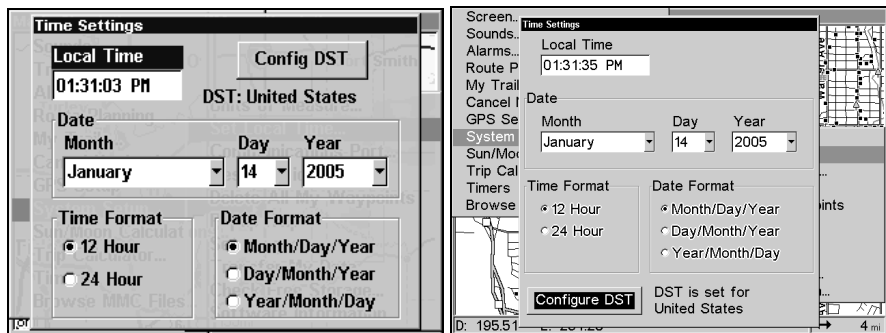 Time Settings
Local Time
01:31:03 PM
Config DST
DST: United States
Date
Month Day Year
January 14 2005
Time Format
12 Hour
24 Hour
Date Format
Month/Day/Year
Day/Month/Year
Year/Month/Day
Browse MMC Files
Screen...
Sounds...
Alarms...
Route P
My Trail
Cancel
GPS Se
System
Sun/Moo
Trip Cal
Timers
Browse
Time Settings
Local Time
01:31:35 PM
Date
Month Day Year
January 14 2005
Time Format
12 Hour
24 Hour
Date Format
Month/Day/Year
Day/Month/Year
Year/Month/Day
Configure DST
DST is set for
United States
oints
D: 195.51
4 mi